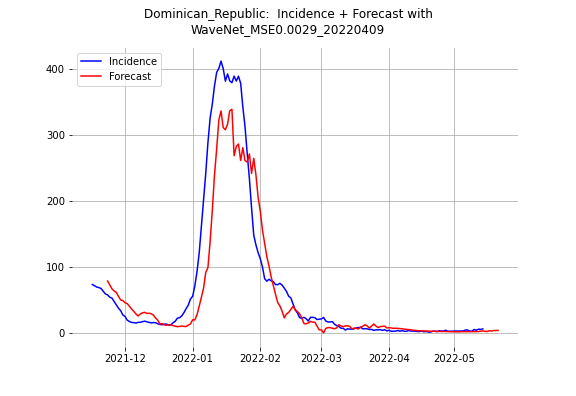 Dominican_Republic:  Incidence + Forecast with
WaveNet_MSE0.0029_20220409
Incidence
Forecast
400
300
200
100
0
2021-12 2022-01 2022-02 2022-03 2022-04 2022-05